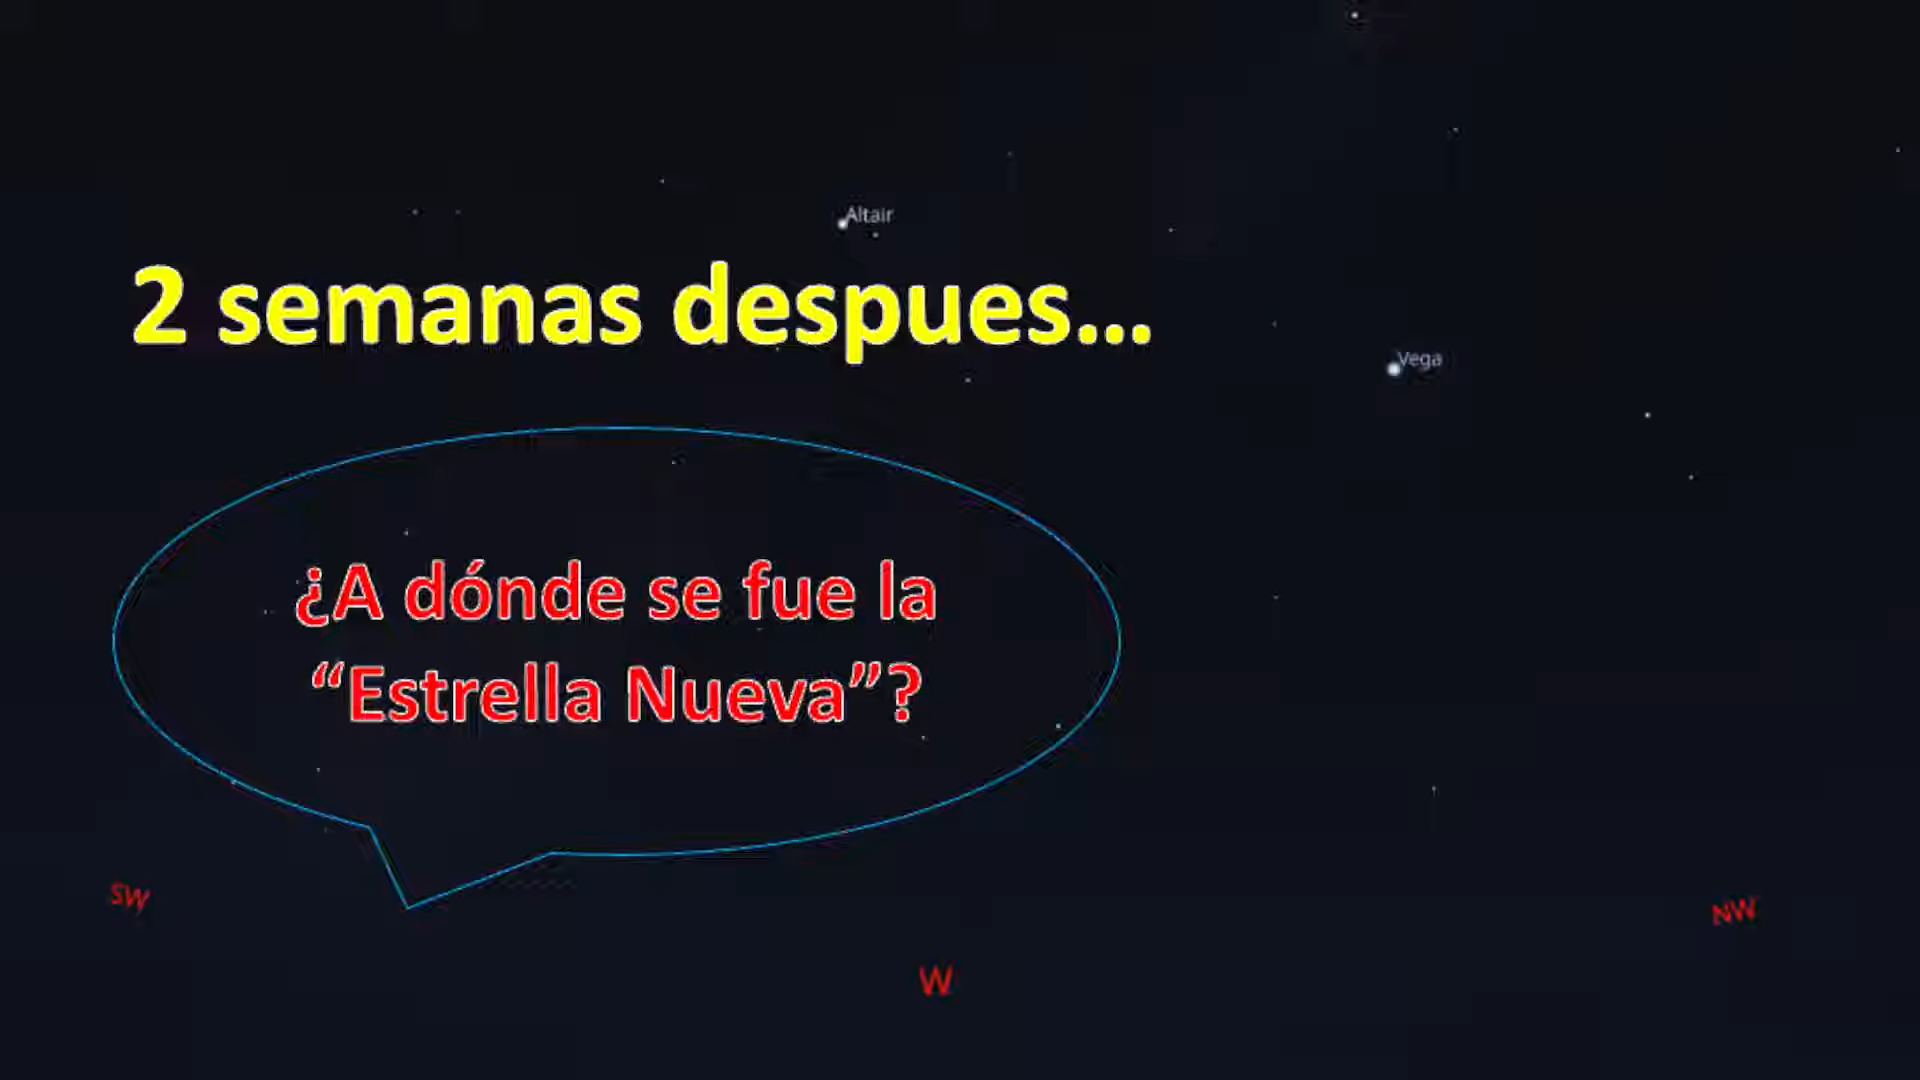 Altair
2 semanas despues...
Vega
¿A dónde se fue la
“Estrella Nueva”?
SW
NW
W